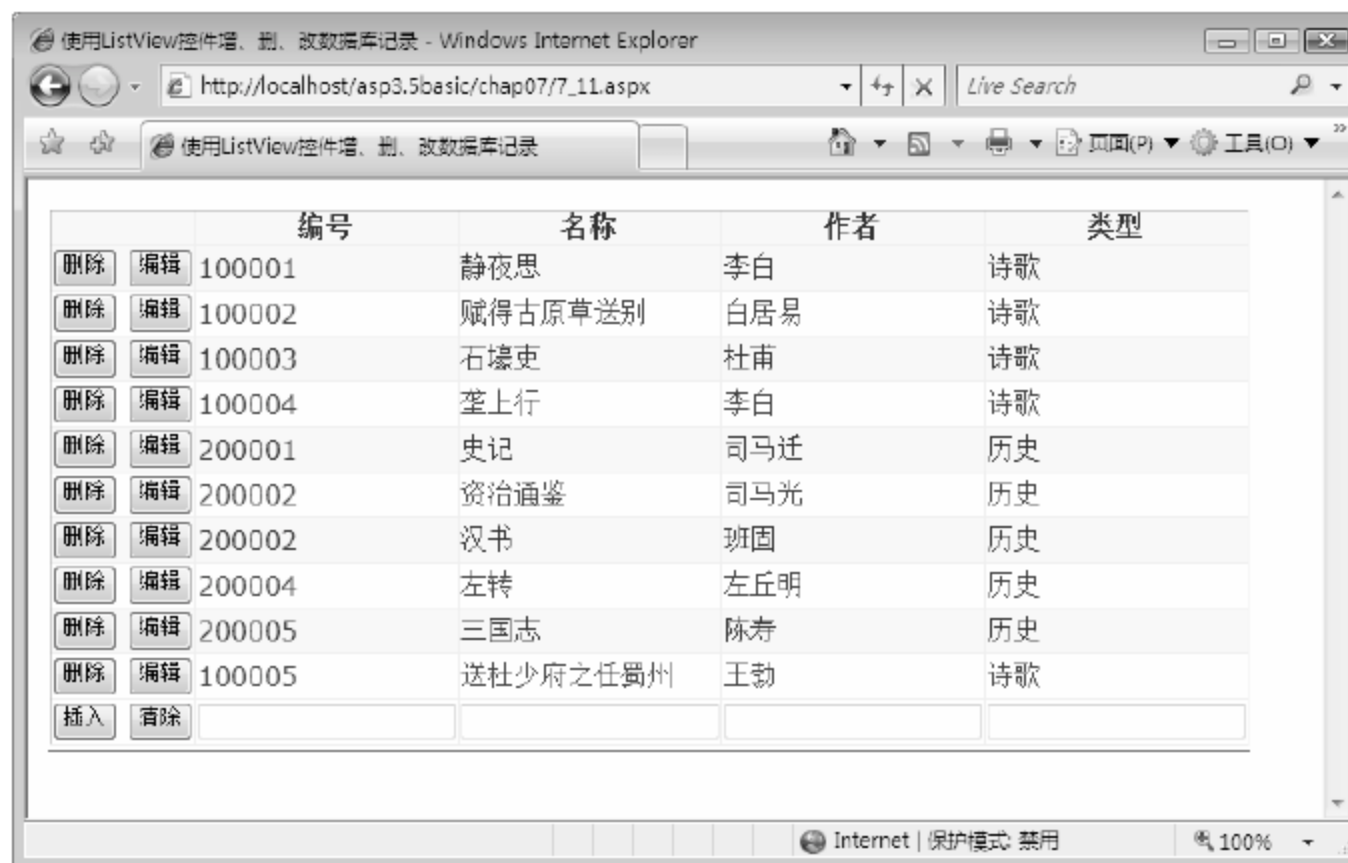 使用ListView控件增、删、改数据库记录 - Windows Internet Explorer
http://localhost/asp3.5basic/chap07/7_11.aspx Live Search
使用ListView控件增、删、改数据库记录 页面(P) 工具(O) »
编号 名称 作者 类型
删除 编辑 100001 静夜思 李白 诗歌
删除 编辑 100002 赋得古原草送别 白居易 诗歌
删除 编辑 100003 石壕吏 杜甫 诗歌
删除 编辑 100004 垄上行 李白 诗歌
删除 编辑 200001 史记 司马迁 历史
删除 编辑 200002 资治通鉴 司马光 历史
删除 编辑 200002 汉书 班固 历史
删除 编辑 200004 左转 左丘明 历史
删除 编辑 200005 三国志 陈寿 历史
删除 编辑 100005 送杜少府之任蜀州 王勃 诗歌
插入 清除
Internet | 保护模式: 禁用 100%